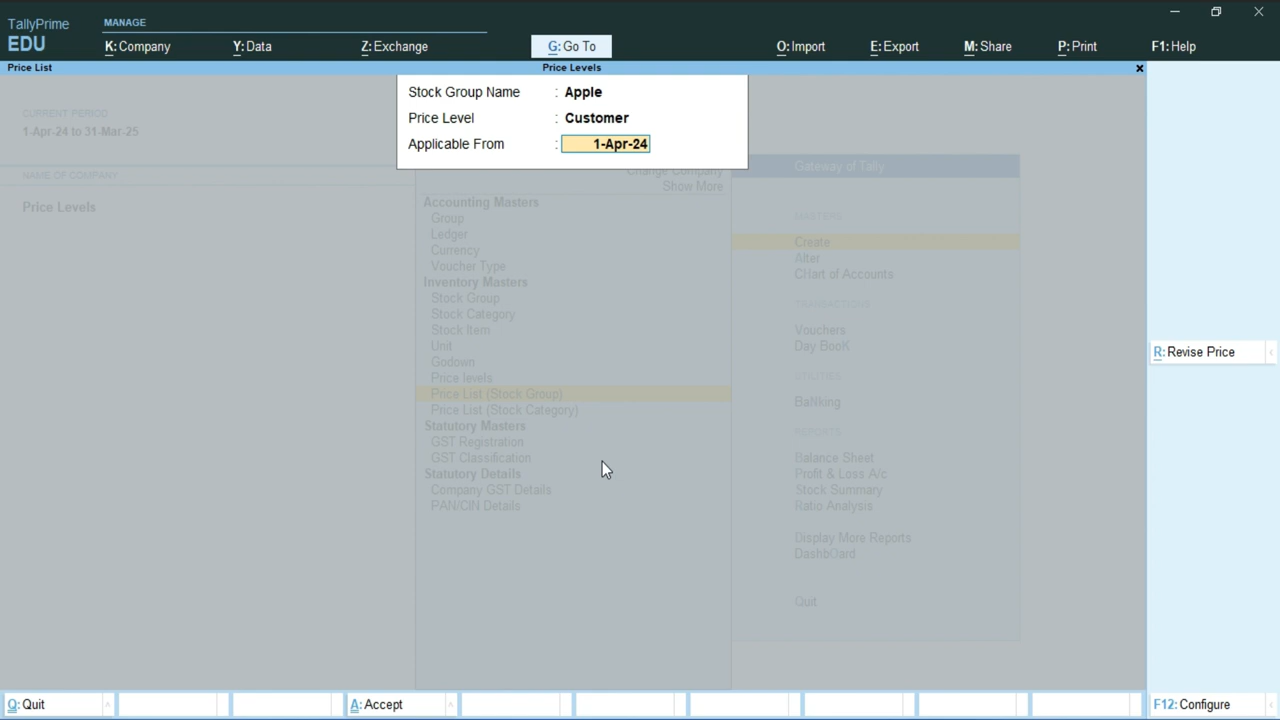 TallyPrime
EDU
MANAGE
K:Company
Y:Data
Z:Exchange
G:Go To
O:Import
E:Export
M:Share
P:Print
F1:Help
Price List
Price Levels
×
Stock Group Name : Apple
Price Level : Customer
Applicable From : 1-Apr-24
CURRENT PERIOD
1-Apr-24 to 31-Mar-25
NAME OF COMPANY
Price Levels
Change Company
Show More
Accounting Masters
Group
Ledger
Currency
Voucher Type
Inventory Masters
Stock Group
Stock Category
Stock Item
Unit
Godown
Price levels
Price List (Stock Group)
Price List (Stock Category)
Statutory Masters
GST Registration
GST Classification
Statutory Details
Company GST Details
PAN/CIN Details
Gateway of Tally
MASTERS
Create
Alter
CHart of Accounts
TRANSACTIONS
Vouchers
Day BooK
UTILITIES
BaNking
REPORTS
Balance Sheet
Profit & Loss A/c
Stock Summary
Ratio Analysis
Display More Reports
DashbOard
Quit
R:Revise Price
Q:Quit
A:Accept
F12:Configure